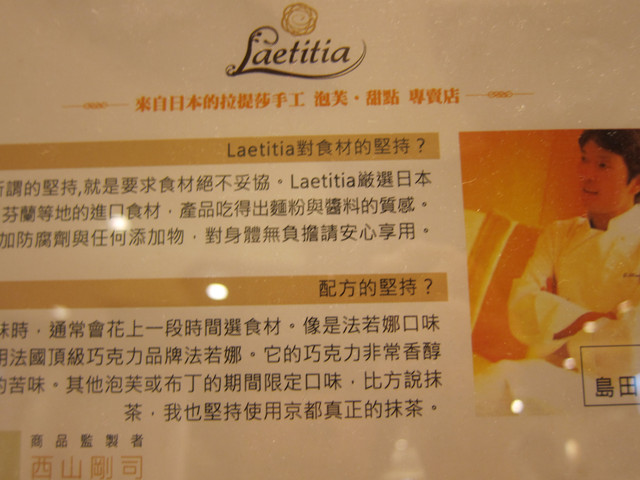 Laetitia
來自日本的拉提莎手工 泡芙・甜點 專賣店
Laetitia對食材的堅持？
所謂的堅持,就是要求食材絕不妥協。Laetitia嚴選日本
芬蘭等地的進口食材，產品吃得出麵粉與醬料的質感。
加防腐劑與任何添加物，對身體無負擔請安心享用。
配方的堅持？
味時，通常會花上一段時間選食材。像是法若娜口味
用法國頂級巧克力品牌法若娜。它的巧克力非常香醇
的苦味。其他泡芙或布丁的期間限定口味，比方說抹
茶，我也堅持使用京都真正的抹茶。
島田
商品監製者
西山剛司